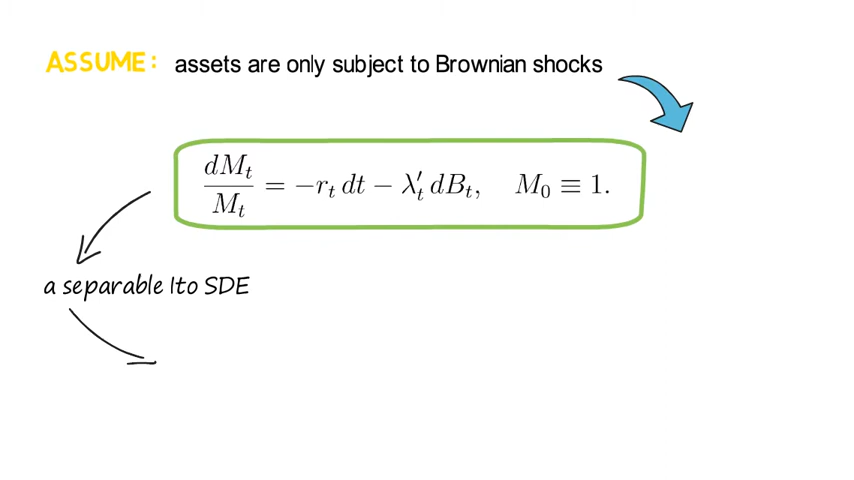 ASSUME: assets are only subject to Brownian shocks
dM_t / M_t = −r_t dt − λ′_t dB_t, M_0 ≡ 1.
a separable Ito SDE